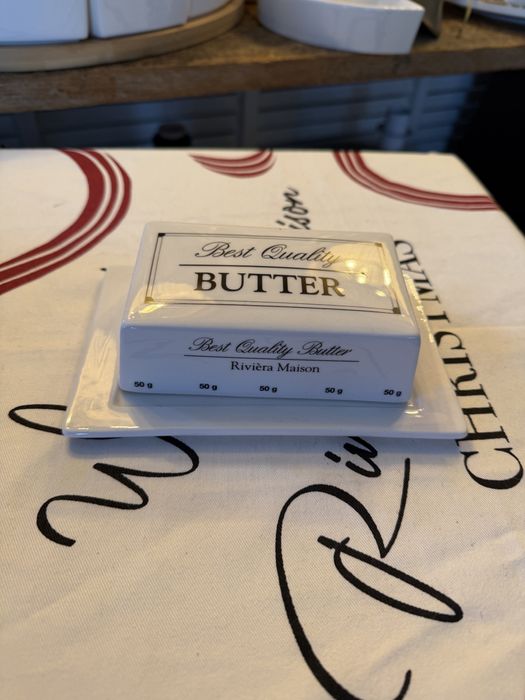 Best Quality
BUTTER
Best Quality Butter
Rivièra Maison
50 g 50 g 50 g 50 g 50 g
CHRISTMAS